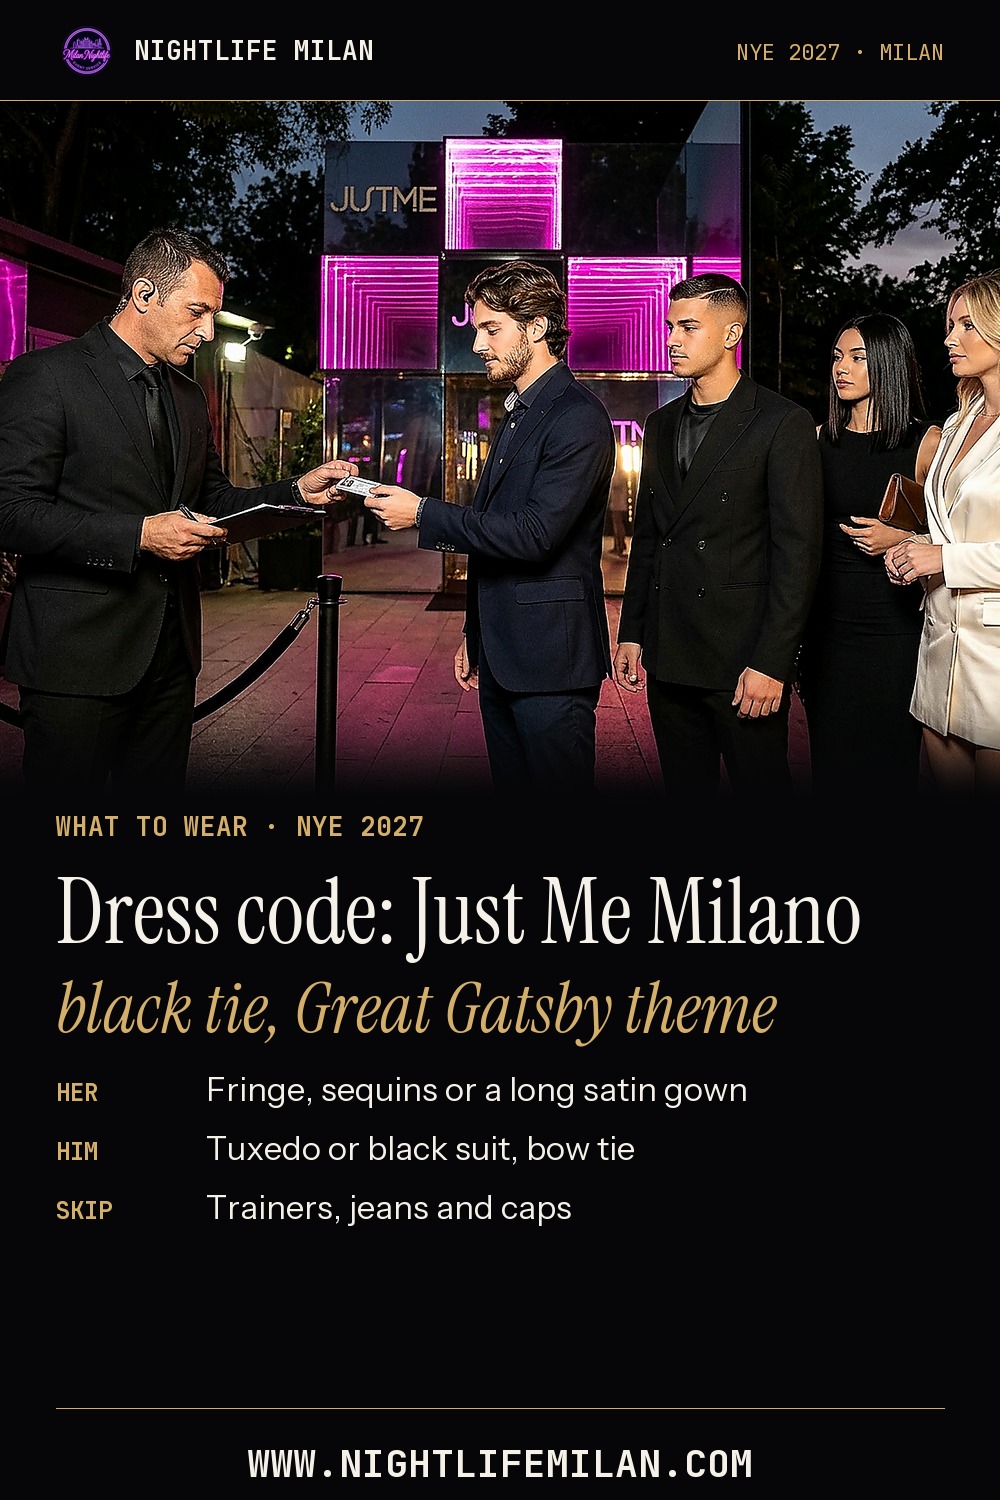 Milan Nightlife
NIGHTLIFE MILAN
NYE 2027 · MILAN
JUSTME
WHAT TO WEAR · NYE 2027
Dress code: Just Me Milano
black tie, Great Gatsby theme
HER Fringe, sequins or a long satin gown
HIM Tuxedo or black suit, bow tie
SKIP Trainers, jeans and caps
WWW.NIGHTLIFEMILAN.COM